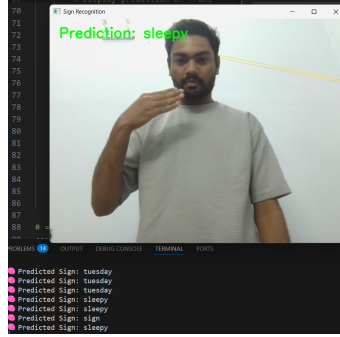 70
Sign Recognition
71
Prediction: sleepy
72
73
74
75
76
77
78
79
80
81
82
83
84
85
86
87
88 # =
PROBLEMS 14 OUTPUT DEBUG CONSOLE TERMINAL PORTS
Predicted Sign: tuesday
Predicted Sign: tuesday
Predicted Sign: tuesday
Predicted Sign: sleepy
Predicted Sign: sleepy
Predicted Sign: sign
Predicted Sign: sleepy